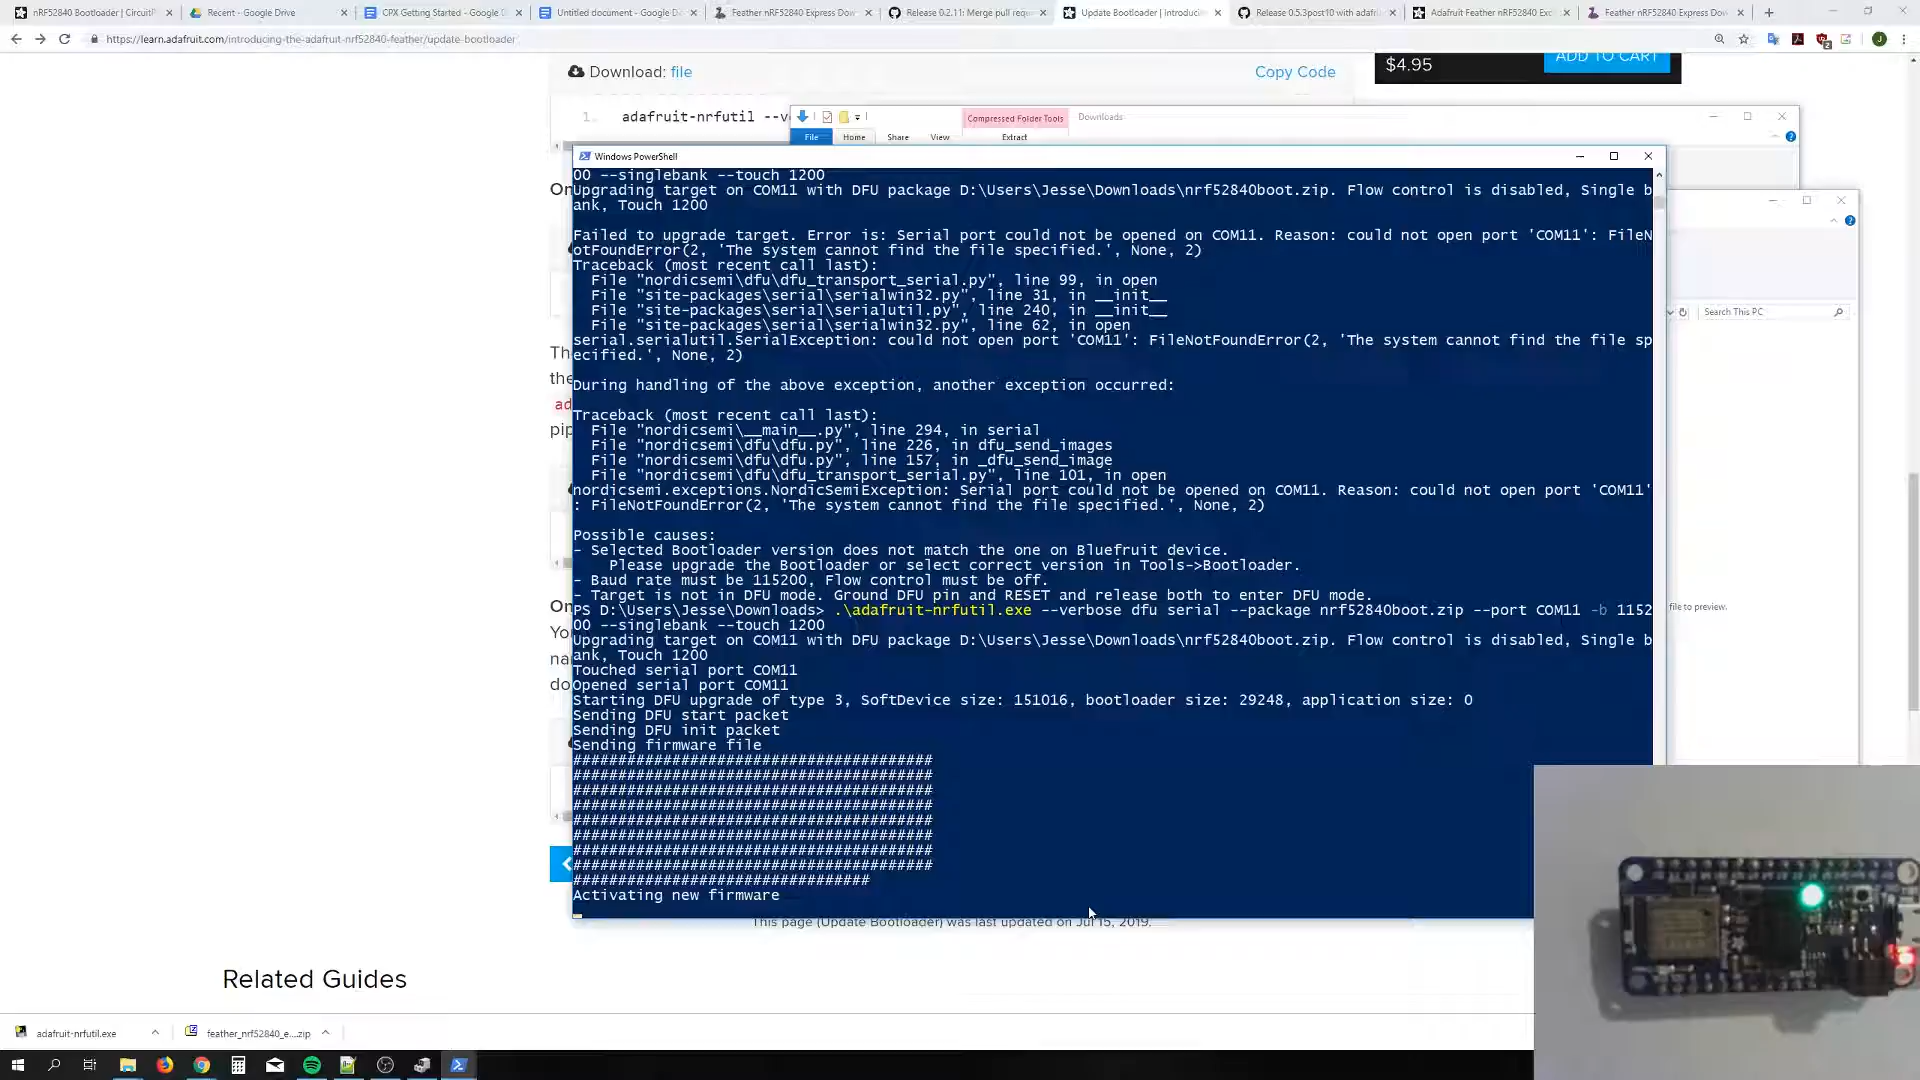 nRF52840 Bootloader | CircuitP
Recent - Google Drive
CPX Getting Started - Google
Untitled document - Google D
Feather nRF52840 Express Dow
Release 0.2.11: Merge pull requ
Update Bootloader | Introducin
Release 0.5.3post10 with adafru
Adafruit Feather nRF52840 Exp
Feather nRF52840 Express Dow
https://learn.adafruit.com/introducing-the-adafruit-nrf52840-feather/update-bootloader
Download: file
Copy Code
$4.95
ADD TO CART
1.
adafruit-nrfutil --v
Compressed Folder Tools
Downloads
File
Home
Share
View
Extract
Search This PC
file to preview.
On
Th
the
ad
pip
On
Yo
na
do
Windows PowerShell
00 --singlebank --touch 1200
Upgrading target on COM11 with DFU package D:\Users\Jesse\Downloads\nrf52840boot.zip. Flow control is disabled, Single b
ank, Touch 1200
Failed to upgrade target. Error is: Serial port could not be opened on COM11. Reason: could not open port 'COM11': FileN
otFoundError(2, 'The system cannot find the file specified.', None, 2)
Traceback (most recent call last):
File "nordicsemi\dfu\dfu_transport_serial.py", line 99, in open
File "site-packages\serial\serialwin32.py", line 31, in __init__
File "site-packages\serial\serialutil.py", line 240, in __init__
File "site-packages\serial\serialwin32.py", line 62, in open
serial.serialutil.SerialException: could not open port 'COM11': FileNotFoundError(2, 'The system cannot find the file sp
ecified.', None, 2)
During handling of the above exception, another exception occurred:
Traceback (most recent call last):
File "nordicsemi\__main__.py", line 294, in serial
File "nordicsemi\dfu\dfu.py", line 226, in dfu_send_images
File "nordicsemi\dfu\dfu.py", line 157, in _dfu_send_image
File "nordicsemi\dfu\dfu_transport_serial.py", line 101, in open
nordicsemi.exceptions.NordicSemiException: Serial port could not be opened on COM11. Reason: could not open port 'COM11'
: FileNotFoundError(2, 'The system cannot find the file specified.', None, 2)
Possible causes:
- Selected Bootloader version does not match the one on Bluefruit device.
Please upgrade the Bootloader or select correct version in Tools->Bootloader.
- Baud rate must be 115200, Flow control must be off.
- Target is not in DFU mode. Ground DFU pin and RESET and release both to enter DFU mode.
PS D:\Users\Jesse\Downloads> .\adafruit-nrfutil.exe --verbose dfu serial --package nrf52840boot.zip --port COM11 -b 1152
00 --singlebank --touch 1200
Upgrading target on COM11 with DFU package D:\Users\Jesse\Downloads\nrf52840boot.zip. Flow control is disabled, Single b
ank, Touch 1200
Touched serial port COM11
Opened serial port COM11
Starting DFU upgrade of type 3, SoftDevice size: 151016, bootloader size: 29248, application size: 0
Sending DFU start packet
Sending DFU init packet
Sending firmware file
########################################
########################################
########################################
########################################
########################################
########################################
########################################
########################################
#################################
Activating new firmware
This page (Update Bootloader) was last updated on Jul 15, 2019.
Related Guides
adafruit-nrfutil.exe
feather_nrf52840_e....zip